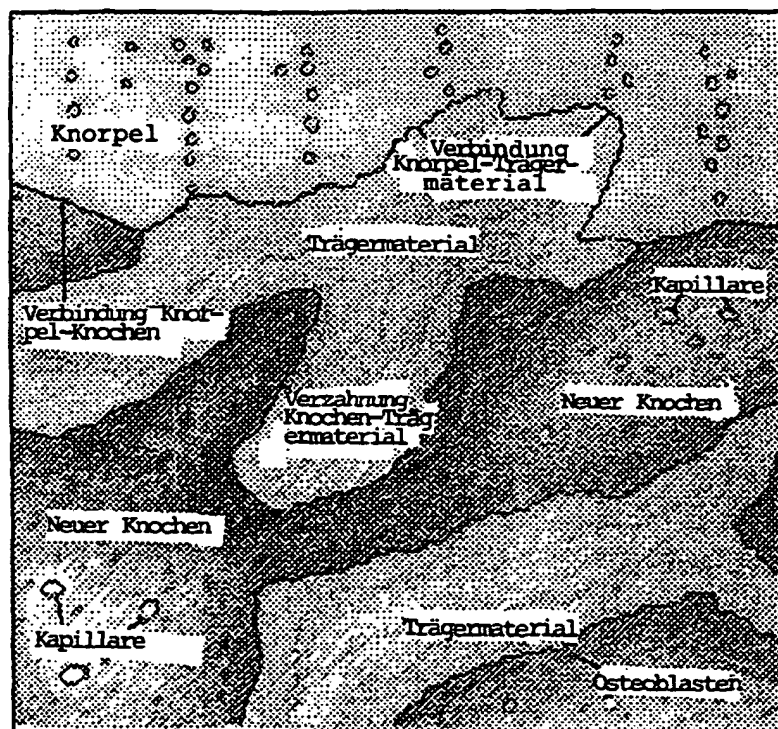 Knorpel
Verbindung
Knorpel-Träger-
material
Trägermaterial
Kapillare
Verbindung Knor-
pel-Knochen
Verzahnung
Knochen-Träg
ermaterial
Neuer Knochen
Neuer Knochen
Kapillare
Trägermaterial
Osteoblasten